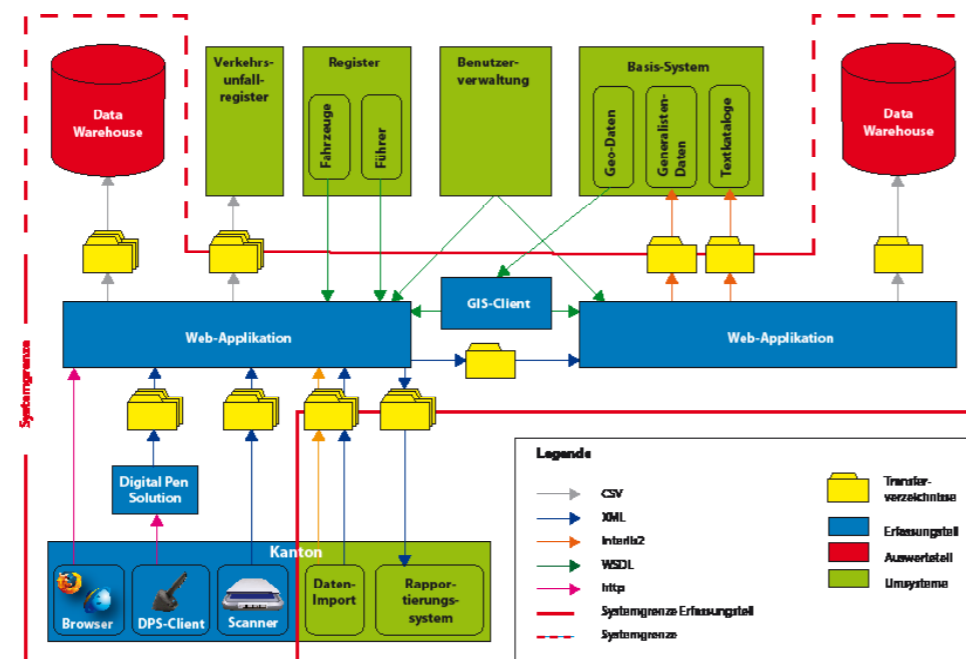 Verkehrs-
unfall-
register
Register
Benutzer-
verwaltung
Basis-System
Data
Warehouse
Fahrzeuge
Führer
Geo-Daten
Generalisten-
Daten
Textkataloge
Data
Warehouse
GIS-Client
Web-Applikation
Web-Applikation
Systemgrenze
Digital Pen
Solution
Kanton
Browser
DPS-Client
Scanner
Daten-
Import
Rappor-
tierungs-
system
Legende
CSV
XML
Interlis2
WSDL
http
Systemgrenze Erfassungsteil
Systemgrenze
Transfer-
verzeichnisse
Erfassungsteil
Auswerteteil
Umsysteme